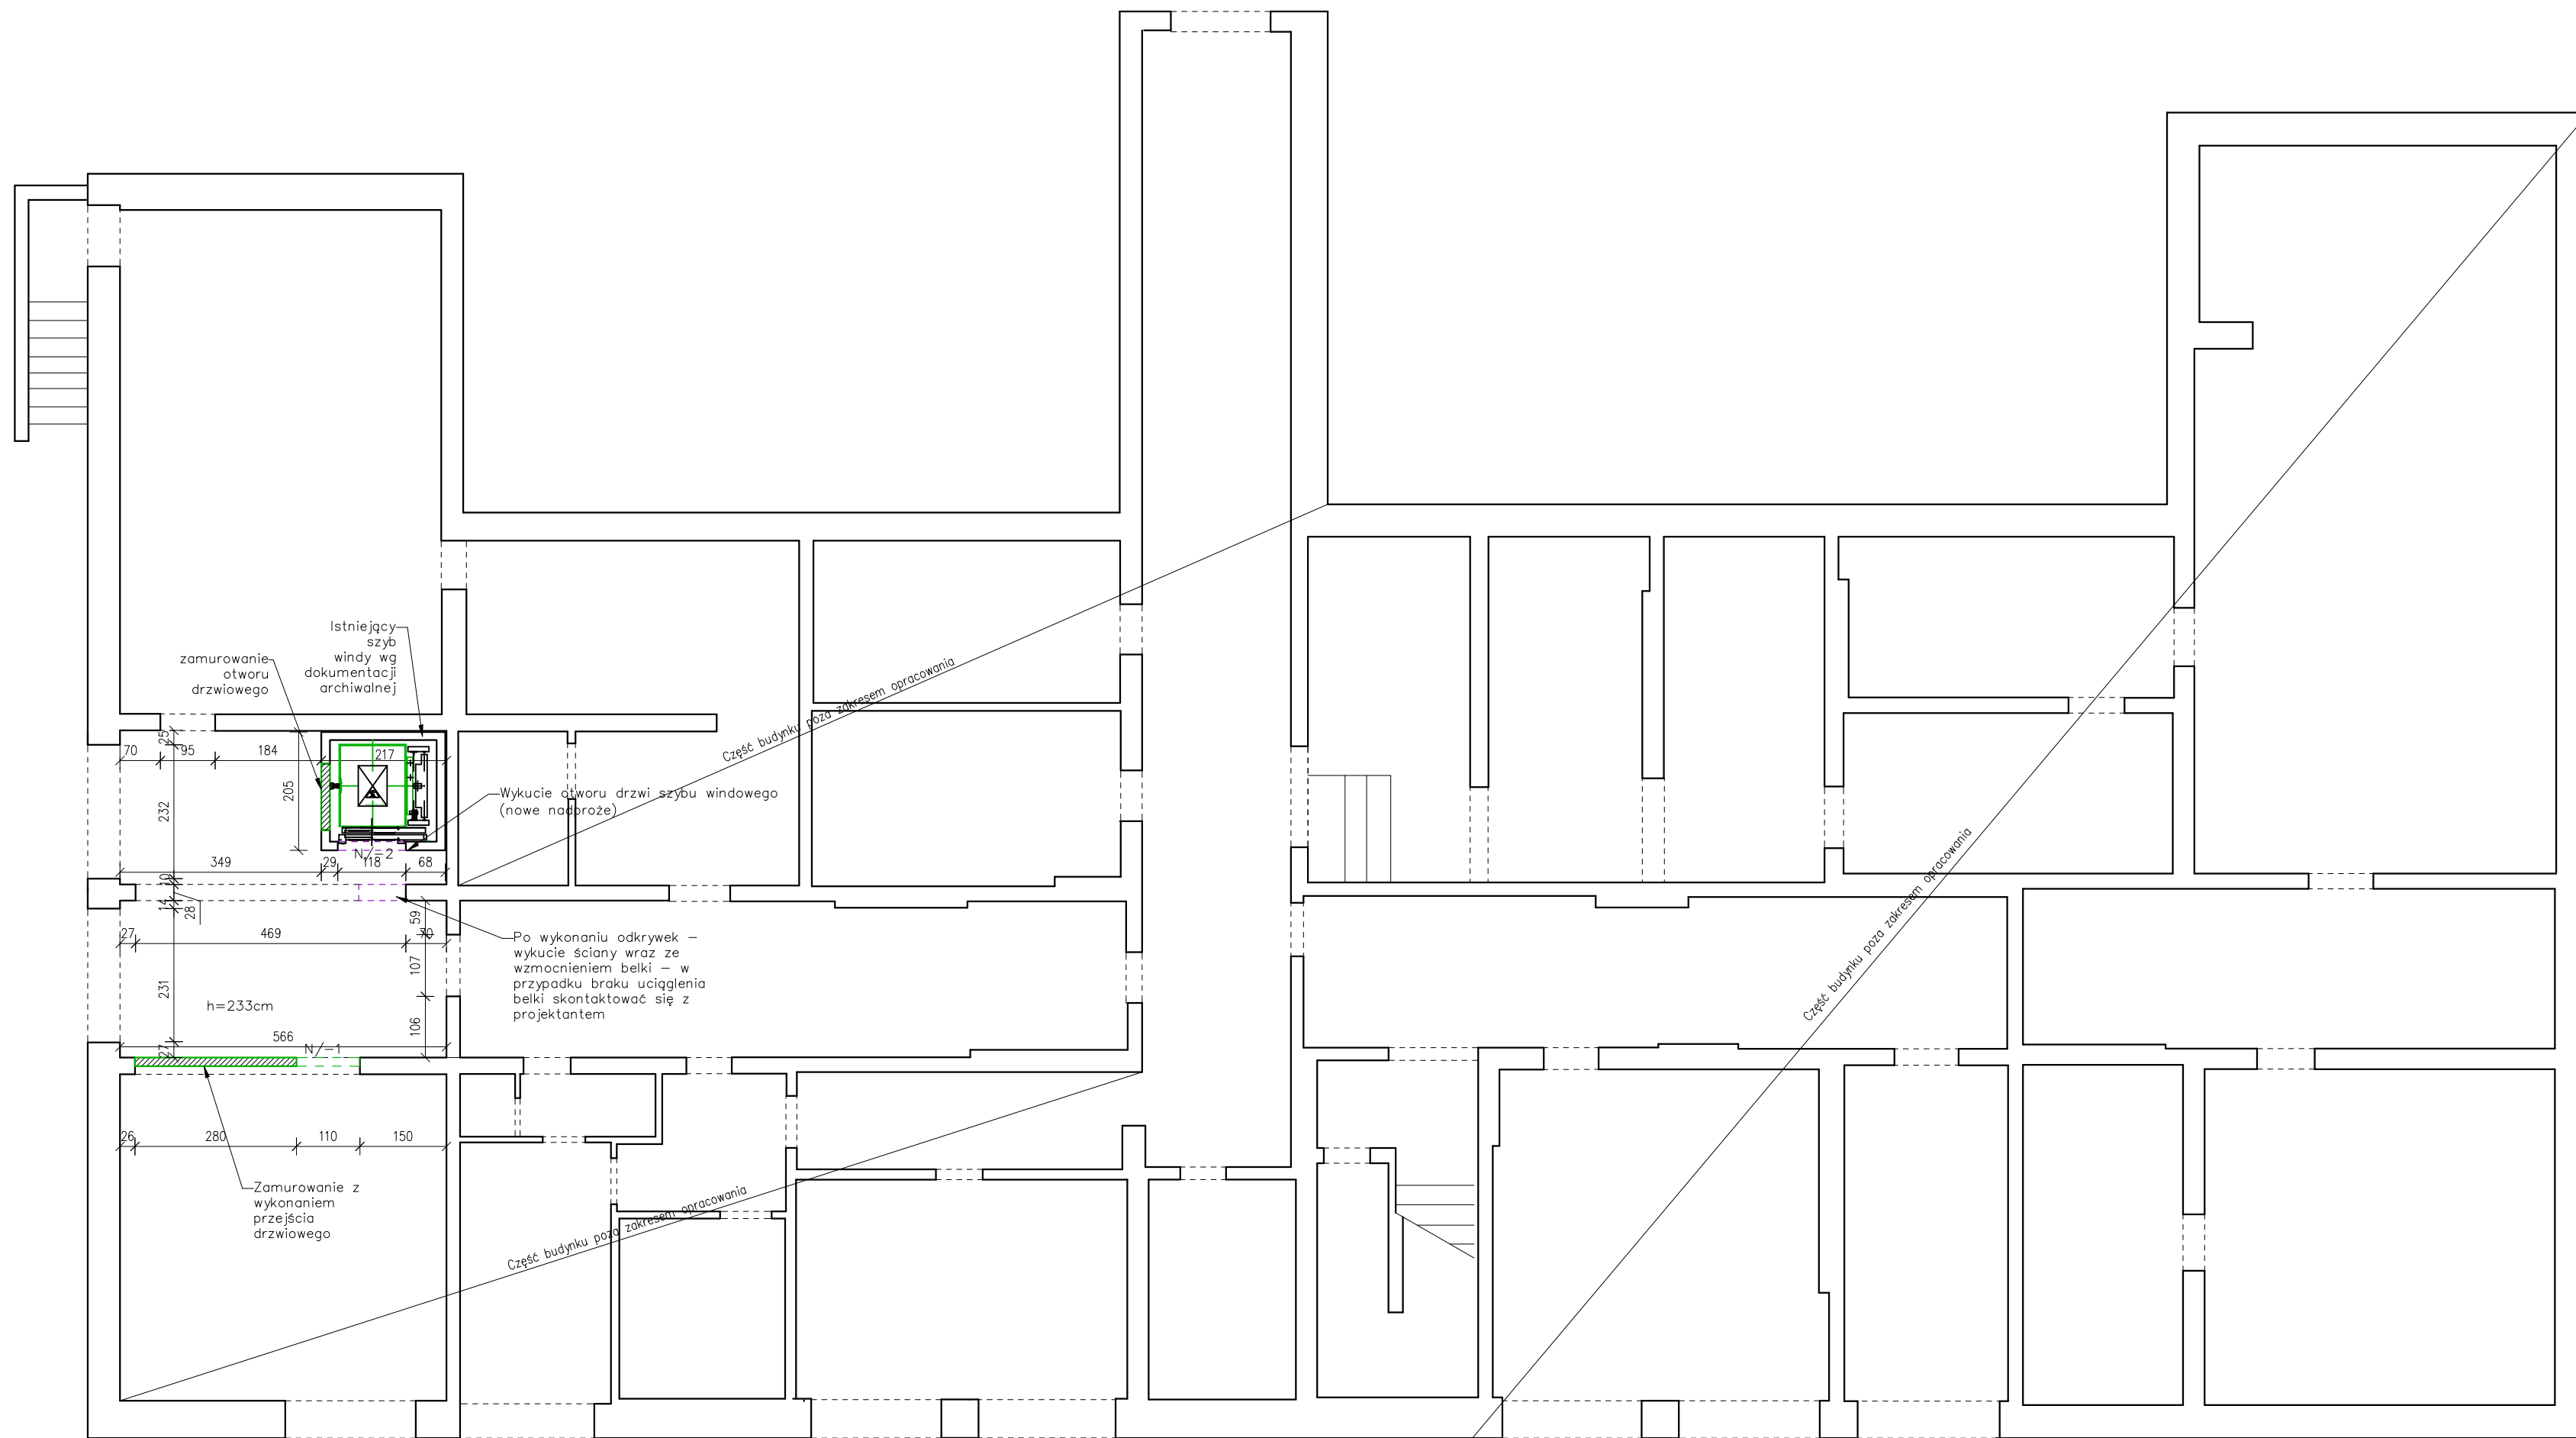 Istniejący
szyb
windy wg
dokumentacji
archiwalnej
zamurowanie
otworu
drzwiowego
Część budynku poza zakresem opracowania
70
95
184
217
25
232
205
Wykucie otworu drzwi szybu windowego
(nowe nadproże)
N/-2
349
29
118
68
10
14
28
59
27
469
70
107
231
106
27
Po wykonaniu odkrywek –
wykucie ściany wraz ze
wzmocnieniem belki – w
przypadku braku uciąglenia
belki skontaktować się z
projektantem
h=233cm
566
N/-1
26
280
110
150
Zamurowanie z
wykonaniem
przejścia
drzwiowego
Część budynku poza zakresem opracowania
Część budynku poza zakresem opracowania